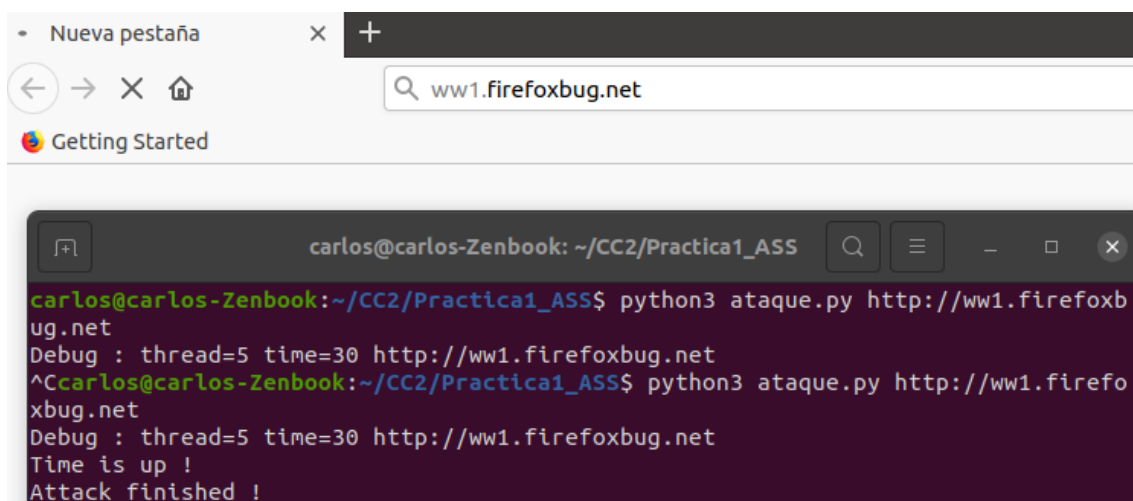 Nueva pestaña
ww1.firefoxbug.net
Getting Started
carlos@carlos-Zenbook: ~/CC2/Practica1_ASS
carlos@carlos-Zenbook:~/CC2/Practica1_ASS$ python3 ataque.py http://ww1.firefoxb
ug.net
Debug : thread=5 time=30 http://ww1.firefoxbug.net
^Ccarlos@carlos-Zenbook:~/CC2/Practica1_ASS$ python3 ataque.py http://ww1.firefo
xbug.net
Debug : thread=5 time=30 http://ww1.firefoxbug.net
Time is up !
Attack finished !